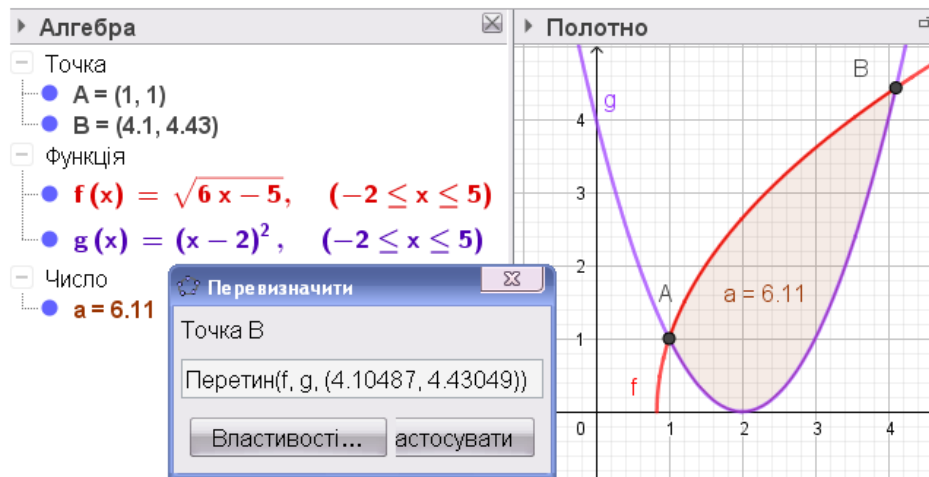 Алгебра
Точка
A = (1, 1)
B = (4.1, 4.43)
Функція
f (x) = √(6 x − 5), (−2 ≤ x ≤ 5)
g (x) = (x − 2)², (−2 ≤ x ≤ 5)
Число
a = 6.11
Перевизначити
Точка B
Перетин(f, g, (4.10487, 4.43049))
Властивості...
астосувати
Полотно
B
g
4
3
2
A
a = 6.11
1
f
0
1
2
3
4